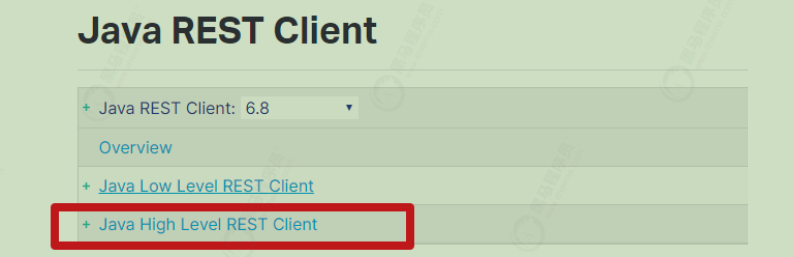 Java REST Client
+ Java REST Client: 6.8
Overview
+ Java Low Level REST Client
+ Java High Level REST Client